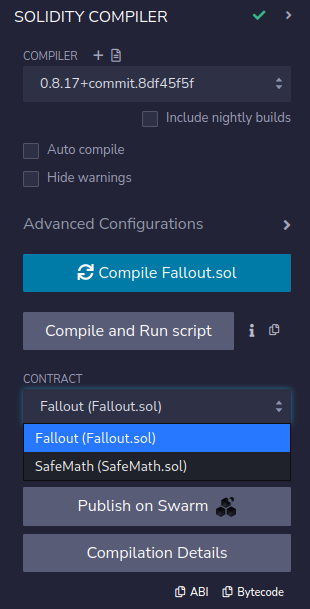 SOLIDITY COMPILER
COMPILER
0.8.17+commit.8df45f5f
Include nightly builds
Auto compile
Hide warnings
Advanced Configurations
Compile Fallout.sol
Compile and Run script
CONTRACT
Fallout (Fallout.sol)
Fallout (Fallout.sol)
SafeMath (SafeMath.sol)
Publish on Swarm
Compilation Details
ABI Bytecode